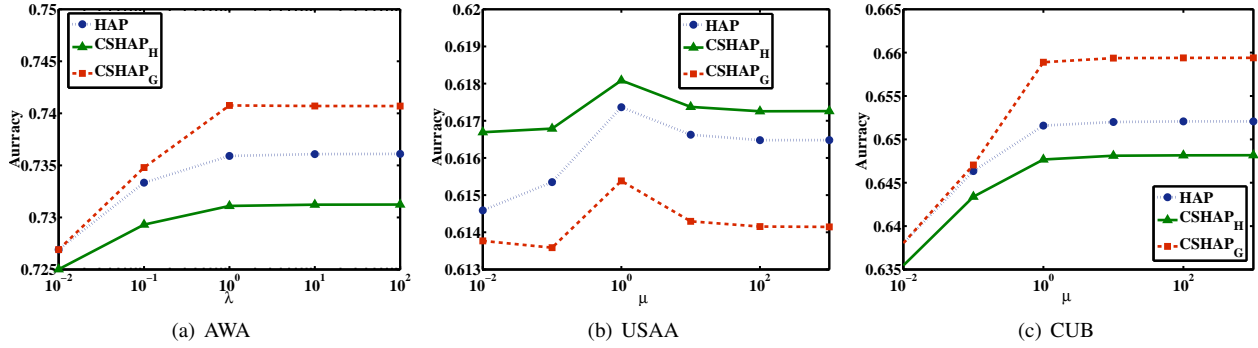 0.75
0.745
0.74
0.735
0.73
0.725
Aurracy
HAP
CSHAP_H
CSHAP_G
10^−2
10^−1
10^0
10^1
10^2
λ
(a) AWA
0.62
0.619
0.618
0.617
0.616
0.615
0.614
0.613
Aurracy
HAP
CSHAP_H
CSHAP_G
10^−2
10^0
10^2
μ
(b) USAA
0.665
0.66
0.655
0.65
0.645
0.64
0.635
Aurracy
HAP
CSHAP_H
CSHAP_G
10^−2
10^0
10^2
μ
(c) CUB